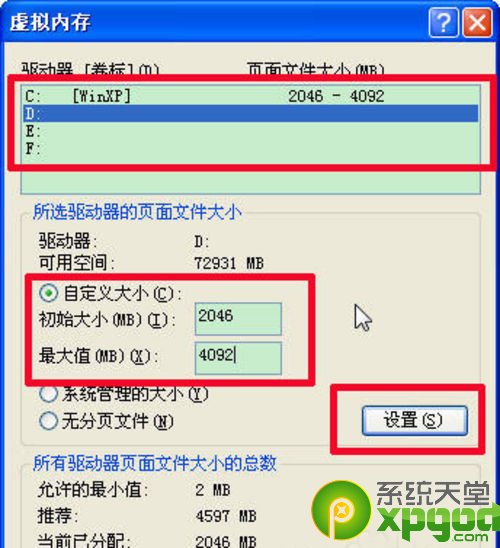 虚拟内存
驱动器 [卷标](D) 页面文件大小(MB)
C: [WinXP] 2046 - 4092
D:
E:
F:
所选驱动器的页面文件大小
驱动器: D:
可用空间: 72931 MB
自定义大小(C):
初始大小(MB)(I): 2046
最大值(MB)(X): 4092
系统管理的大小(Y)
无分页文件(N)
设置(S)
所有驱动器页面文件大小的总数
允许的最小值: 2 MB
推荐: 4597 MB
当前已分配: 2046 MB
系统天堂
xpgod